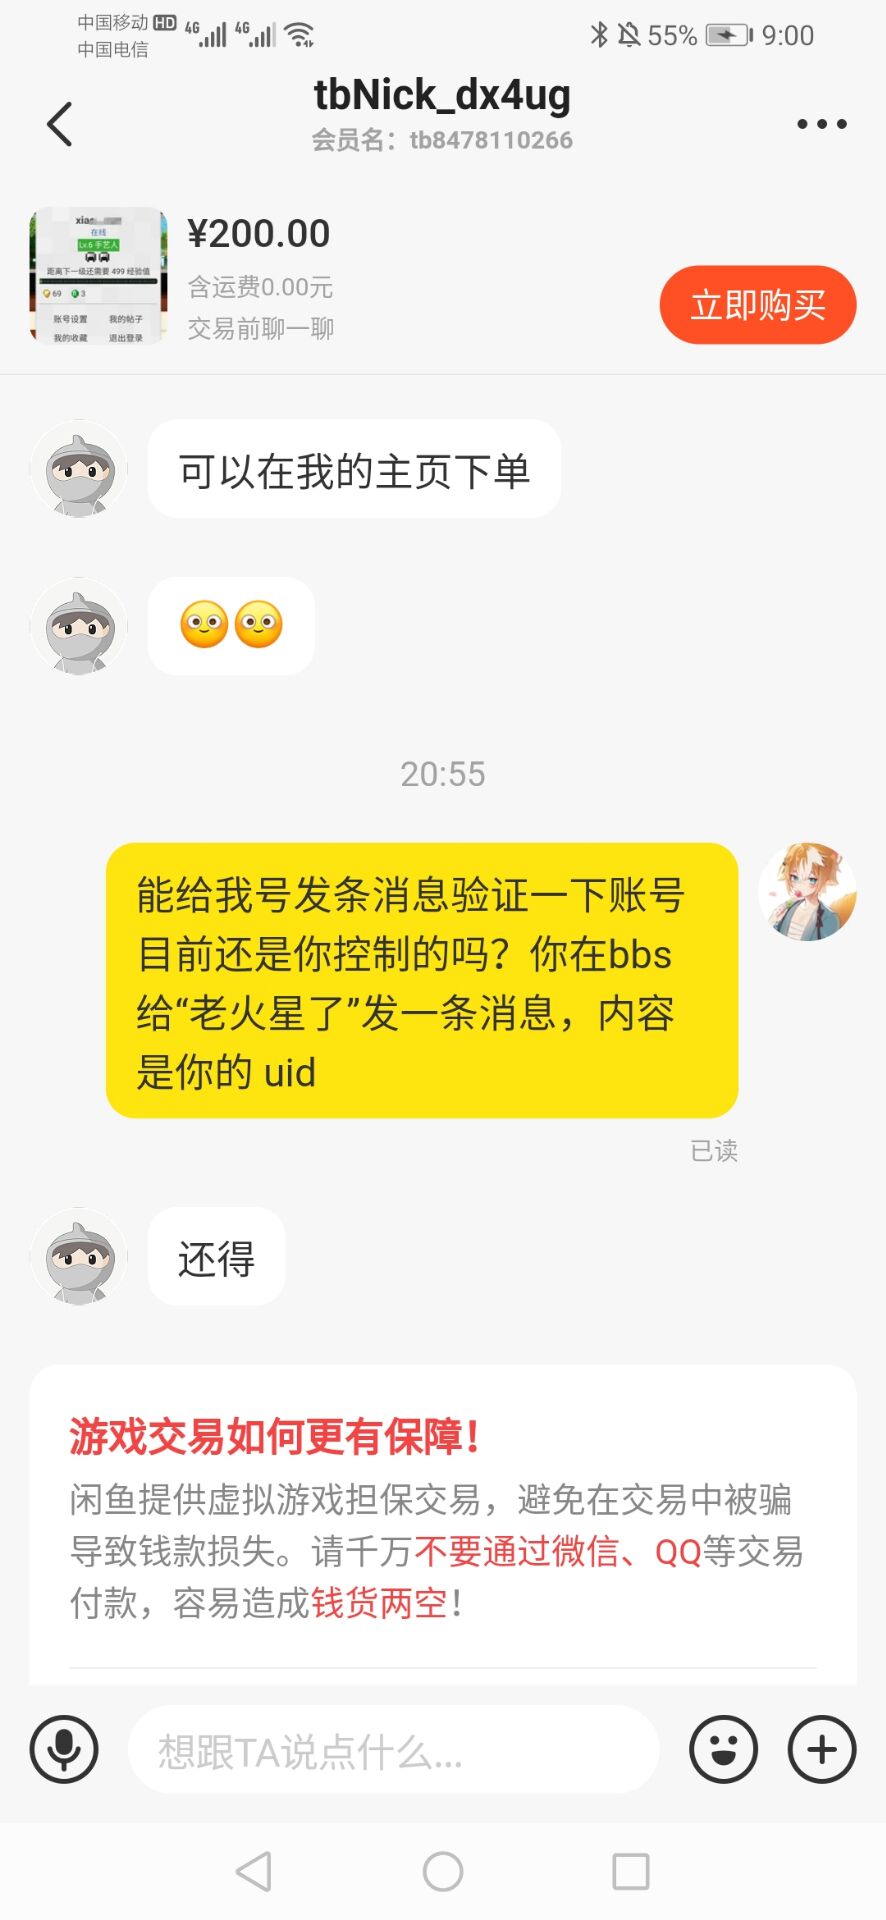 中国移动 HD 4G 4G 55% 9:00
中国电信
tbNick_dx4ug
会员名：tb8478110266
xiao
在线
Lv.6 手艺人
距离下一级还需要 499 经验值
69 3
账号设置 我的帖子
我的收藏 退出登录
¥200.00
含运费0.00元
交易前聊一聊
立即购买
可以在我的主页下单
20:55
能给我号发条消息验证一下账号
目前还是你控制的吗？你在bbs
给“老火星了”发一条消息，内容
是你的 uid
已读
还得
游戏交易如何更有保障！
闲鱼提供虚拟游戏担保交易，避免在交易中被骗
导致钱款损失。请千万不要通过微信、QQ等交易
付款，容易造成钱货两空！
想跟TA说点什么...